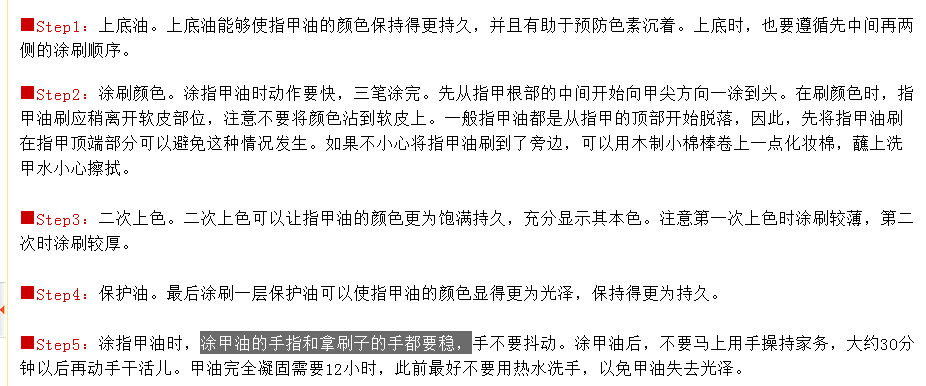 ■Step1：上底油。上底油能够使指甲油的颜色保持得更持久，并且有助于预防色素沉着。上底时，也要遵循先中间再两
侧的涂刷顺序。
■Step2：涂刷颜色。涂指甲油时动作要快，三笔涂完。先从指甲根部的中间开始向甲尖方向一涂到头。在刷颜色时，指
甲油刷应稍离开软皮部位，注意不要将颜色沾到软皮上。一般指甲油都是从指甲的顶部开始脱落，因此，先将指甲油刷
在指甲顶端部分可以避免这种情况发生。如果不小心将指甲油刷到了旁边，可以用木制小棉棒卷上一点化妆棉，蘸上洗
甲水小心擦拭。
■Step3：二次上色。二次上色可以让指甲油的颜色更为饱满持久，充分显示其本色。注意第一次上色时涂刷较薄，第二
次时涂刷较厚。
■Step4：保护油。最后涂刷一层保护油可以使指甲油的颜色显得更为光泽，保持得更为持久。
■Step5：涂指甲油时，涂甲油的手指和拿刷子的手都要稳，手不要抖动。涂甲油后，不要马上用手操持家务，大约30分
钟以后再动手干活儿。甲油完全凝固需要12小时，此前最好不要用热水洗手，以免甲油失去光泽。